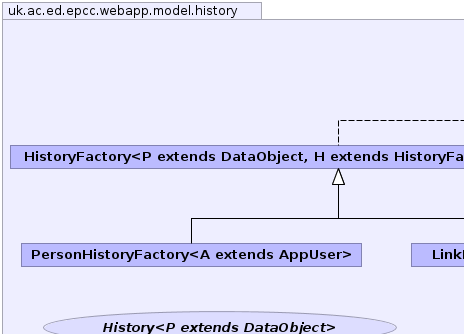 uk.ac.ed.epcc.webapp.model.history
HistoryFactory<P extends DataObject, H extends HistoryFa
PersonHistoryFactory<A extends AppUser>
Link
History<P extends DataObject>